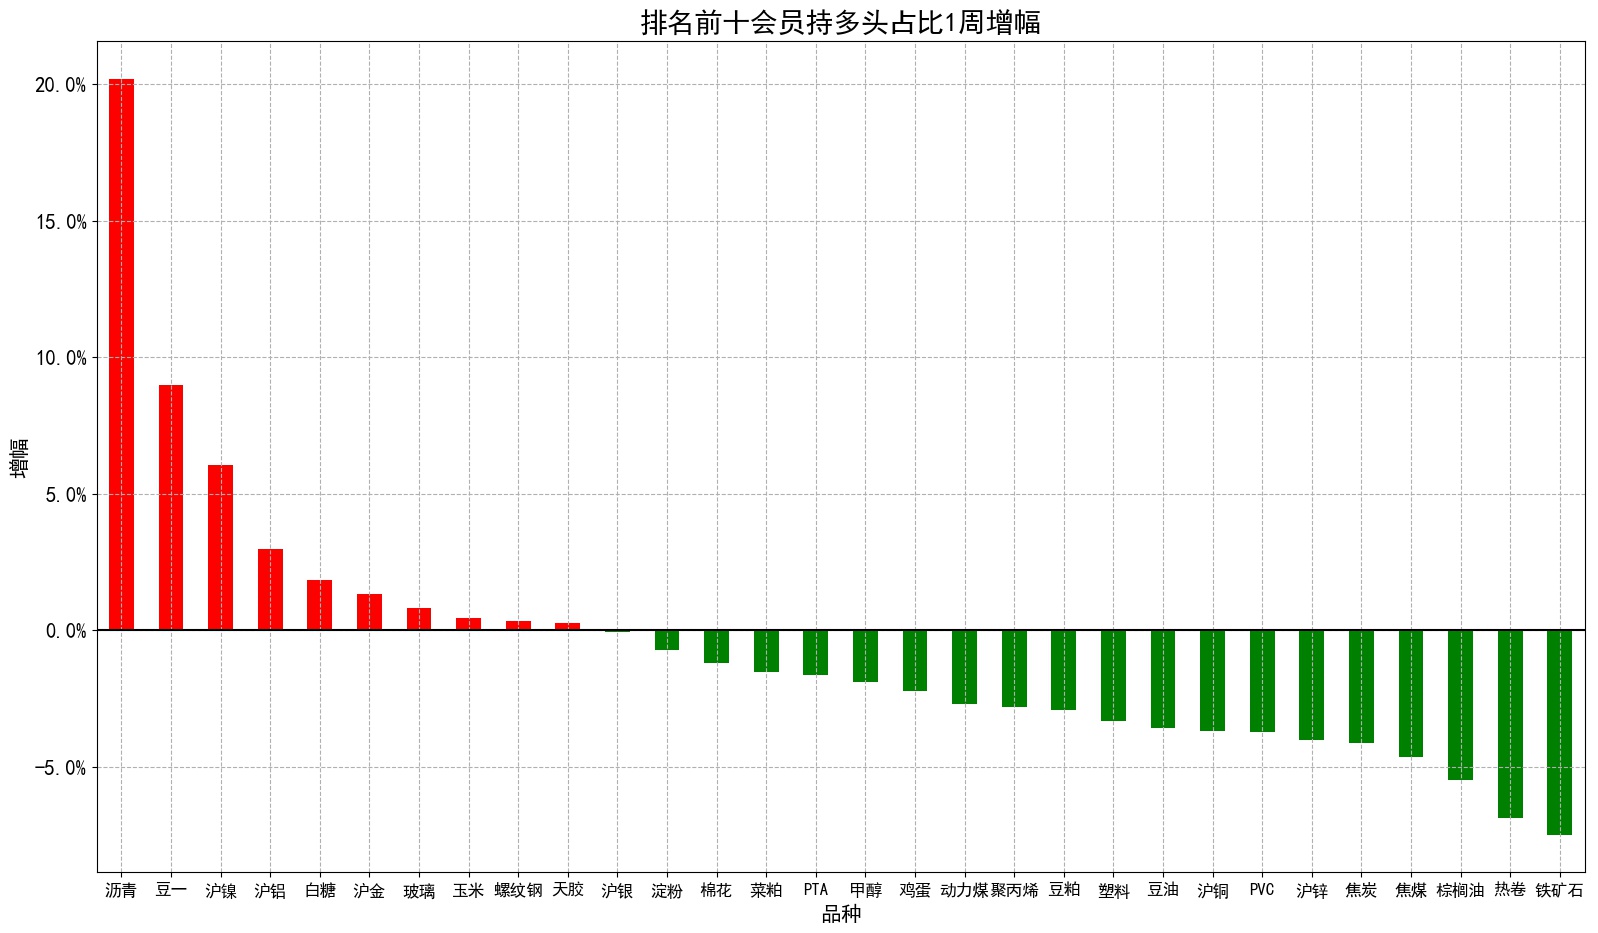 排名前十会员持多头占比1周增幅
增幅
20.0%
15.0%
10.0%
5.0%
0.0%
−5.0%
沥青 豆一 沪镍 沪铝 白糖 沪金 玻璃 玉米 螺纹钢 天胶 沪银 淀粉 棉花 菜粕 PTA 甲醇 鸡蛋 动力煤 聚丙烯 豆粕 塑料 豆油 沪铜 PVC 沪锌 焦炭 焦煤 棕榈油 热卷 铁矿石
品种